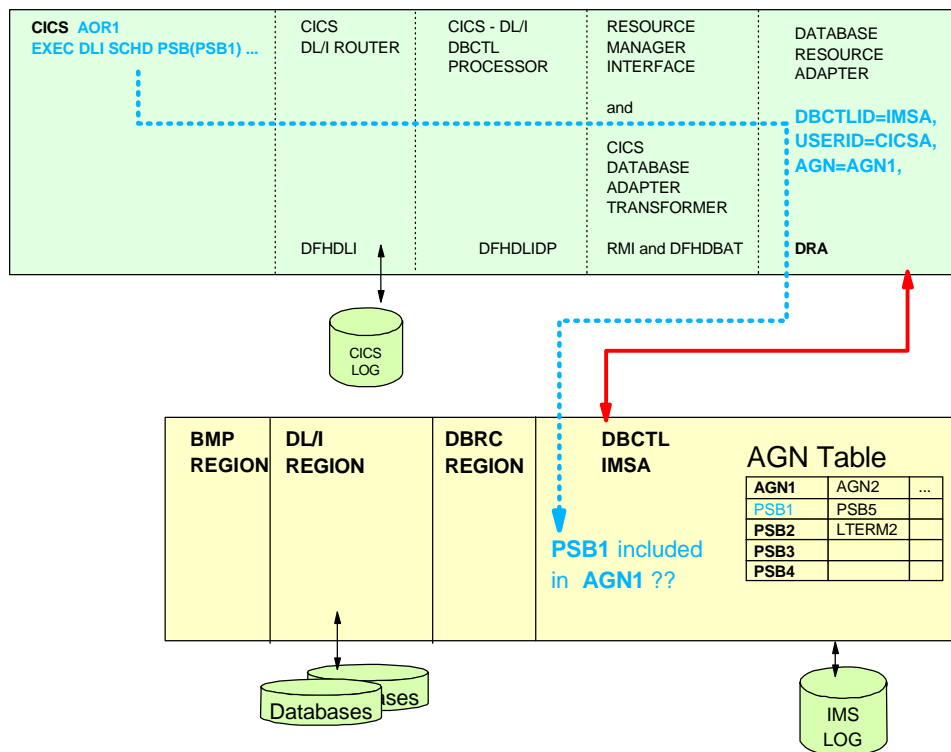 CICS AOR1
EXEC DLI SCHD PSB(PSB1) ...
CICS
DL/I ROUTER
DFHDLI
CICS - DL/I
DBCTL
PROCESSOR
DFHDLIDP
RESOURCE
MANAGER
INTERFACE
and
CICS
DATABASE
ADAPTER
TRANSFORMER
RMI and DFHDBAT
DATABASE
RESOURCE
ADAPTER
DBCTLID=IMSA,
USERID=CICSA,
AGN=AGN1,
DRA
CICS
LOG
BMP
REGION
DL/I
REGION
DBRC
REGION
DBCTL
IMSA
PSB1 included
in AGN1 ??
AGN Table
AGN1 AGN2 ...
PSB1 PSB5
PSB2 LTERM2
PSB3
PSB4
Databases
IMS
LOG